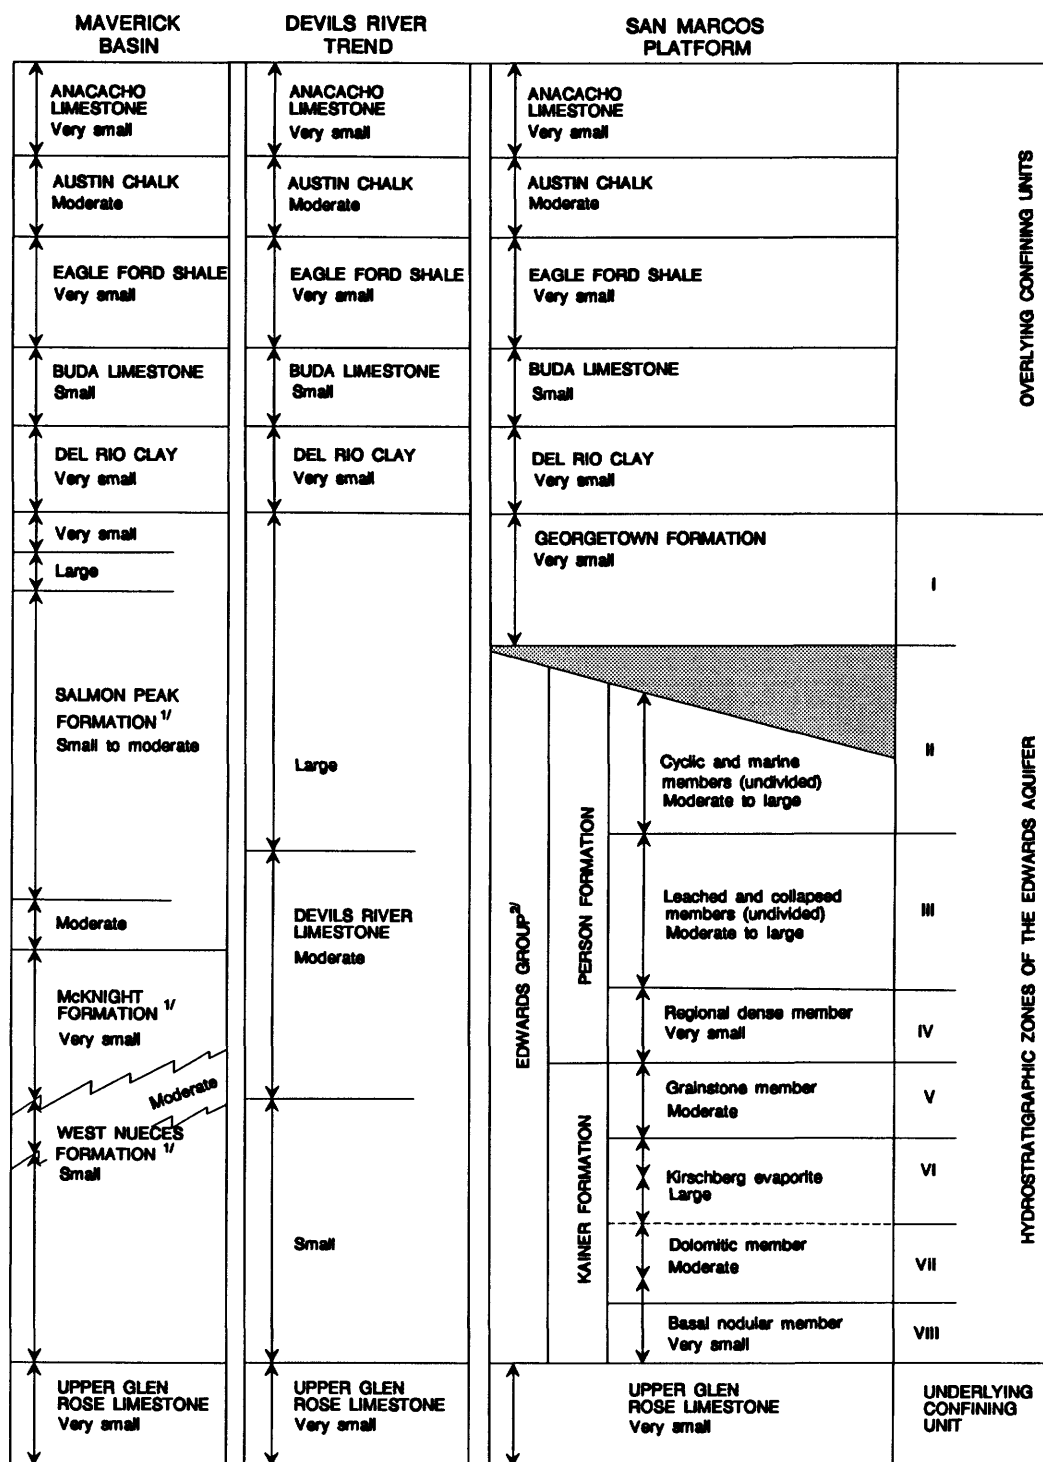 MAVERICK
BASIN
DEVILS RIVER
TREND
SAN MARCOS
PLATFORM
ANACACHO
LIMESTONE
Very small
AUSTIN CHALK
Moderate
EAGLE FORD SHALE
Very small
BUDA LIMESTONE
Small
DEL RIO CLAY
Very small
Very small
Large
SALMON PEAK
FORMATION 1/
Small to moderate
Moderate
McKNIGHT
FORMATION 1/
Very small
Moderate
WEST NUECES
FORMATION 1/
Small
UPPER GLEN
ROSE LIMESTONE
Very small
ANACACHO
LIMESTONE
Very small
AUSTIN CHALK
Moderate
EAGLE FORD SHALE
Very small
BUDA LIMESTONE
Small
DEL RIO CLAY
Very small
Large
DEVILS RIVER
LIMESTONE
Moderate
Small
UPPER GLEN
ROSE LIMESTONE
Very small
ANACACHO
LIMESTONE
Very small
AUSTIN CHALK
Moderate
EAGLE FORD SHALE
Very small
BUDA LIMESTONE
Small
DEL RIO CLAY
Very small
GEORGETOWN FORMATION
Very small
EDWARDS GROUP 2/
PERSON FORMATION
Cyclic and marine
members (undivided)
Moderate to large
Leached and collapsed
members (undivided)
Moderate to large
Regional dense member
Very small
KAINER FORMATION
Grainstone member
Moderate
Kirschberg evaporite
Large
Dolomitic member
Moderate
Basal nodular member
Very small
UPPER GLEN
ROSE LIMESTONE
Very small
I
II
III
IV
V
VI
VII
VIII
OVERLYING CONFINING UNITS
HYDROSTRATIGRAPHIC ZONES OF THE EDWARDS AQUIFER
UNDERLYING
CONFINING
UNIT